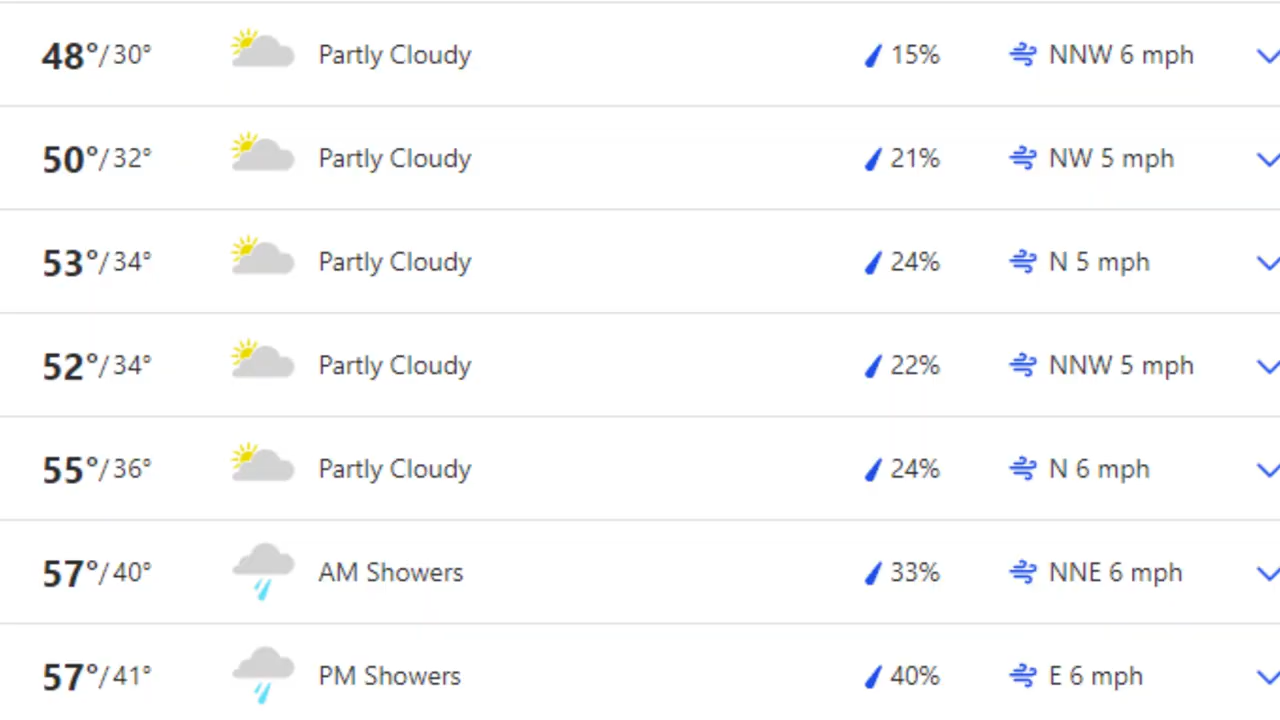 48°/30° Partly Cloudy 15% NNW 6 mph
50°/32° Partly Cloudy 21% NW 5 mph
53°/34° Partly Cloudy 24% N 5 mph
52°/34° Partly Cloudy 22% NNW 5 mph
55°/36° Partly Cloudy 24% N 6 mph
57°/40° AM Showers 33% NNE 6 mph
57°/41° PM Showers 40% E 6 mph